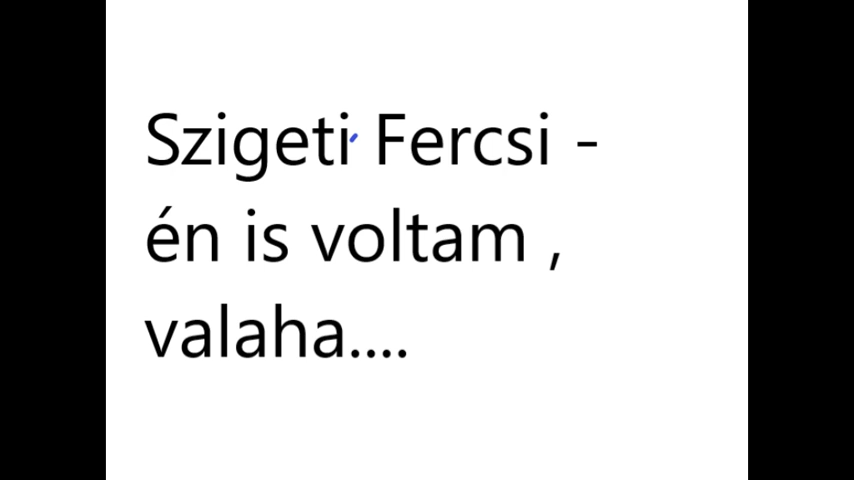 Szigeti Fercsi -
én is voltam ,
valaha....